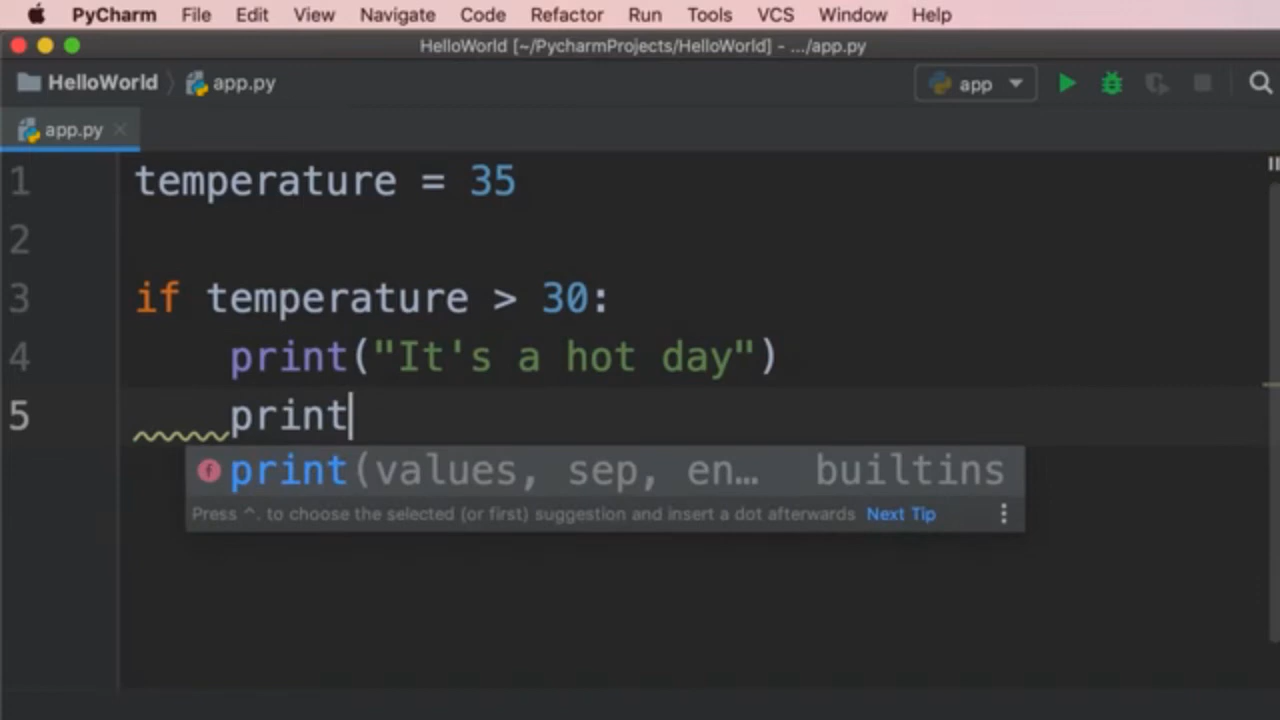 PyCharm File Edit View Navigate Code Refactor Run Tools VCS Window Help
HelloWorld [~/PycharmProjects/HelloWorld] - .../app.py
HelloWorld app.py app
app.py
1 temperature = 35
2
3 if temperature > 30:
4 print("It's a hot day")
5 print
f print(values, sep, en… builtins
Press ^. to choose the selected (or first) suggestion and insert a dot afterwards Next Tip